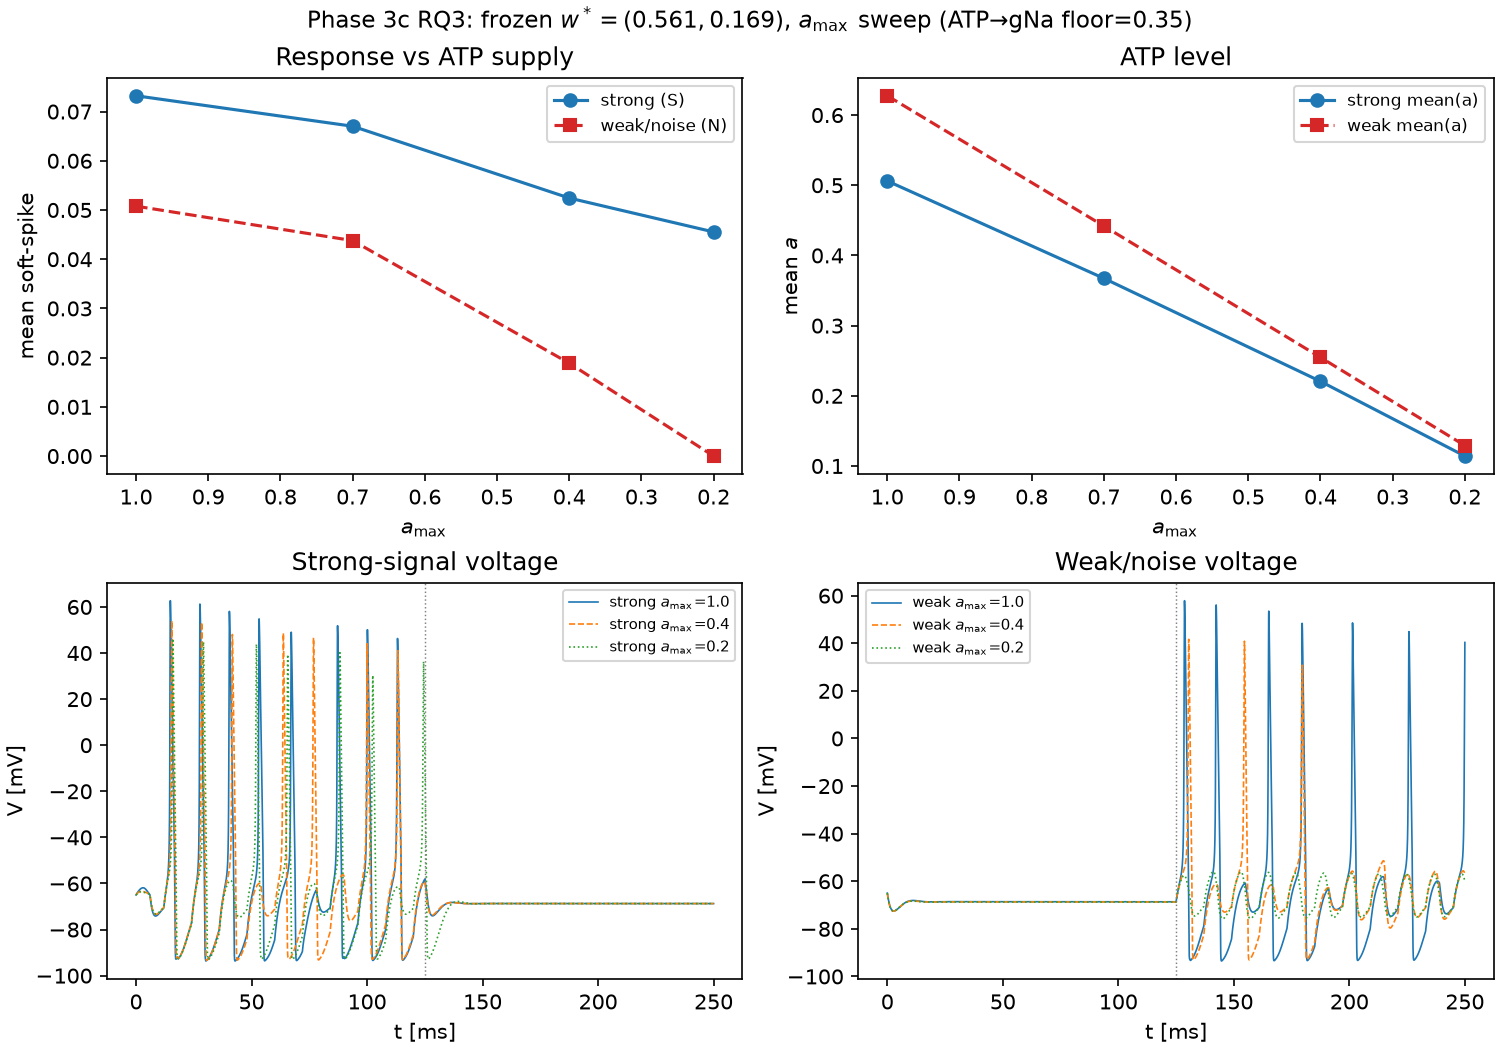 Phase 3c RQ3: frozen w* = (0.561, 0.169), a_max sweep (ATP→gNa floor=0.35)
Response vs ATP supply
strong (S)
weak/noise (N)
0.07
0.06
0.05
0.04
0.03
0.02
0.01
0.00
mean soft-spike
1.0 0.9 0.8 0.7 0.6 0.5 0.4 0.3 0.2
a_max
ATP level
strong mean(a)
weak mean(a)
0.6
0.5
0.4
0.3
0.2
0.1
mean a
1.0 0.9 0.8 0.7 0.6 0.5 0.4 0.3 0.2
a_max
Strong-signal voltage
strong a_max=1.0
strong a_max=0.4
strong a_max=0.2
60
40
20
0
−20
−40
−60
−80
−100
V [mV]
0 50 100 150 200 250
t [ms]
Weak/noise voltage
weak a_max=1.0
weak a_max=0.4
weak a_max=0.2
60
40
20
0
−20
−40
−60
−80
−100
V [mV]
0 50 100 150 200 250
t [ms]